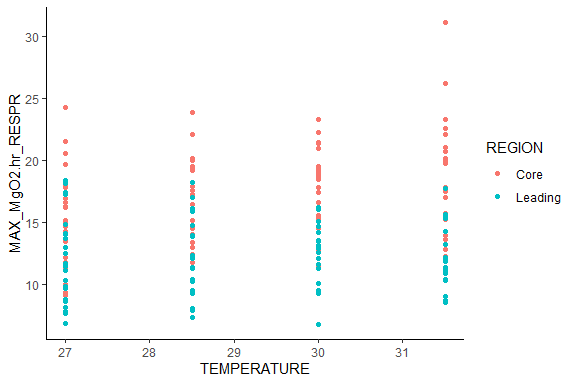 30
25
20
15
10
MAX_MgO2.hr_RESPR
27
28
29
30
31
TEMPERATURE
REGION
Core
Leading